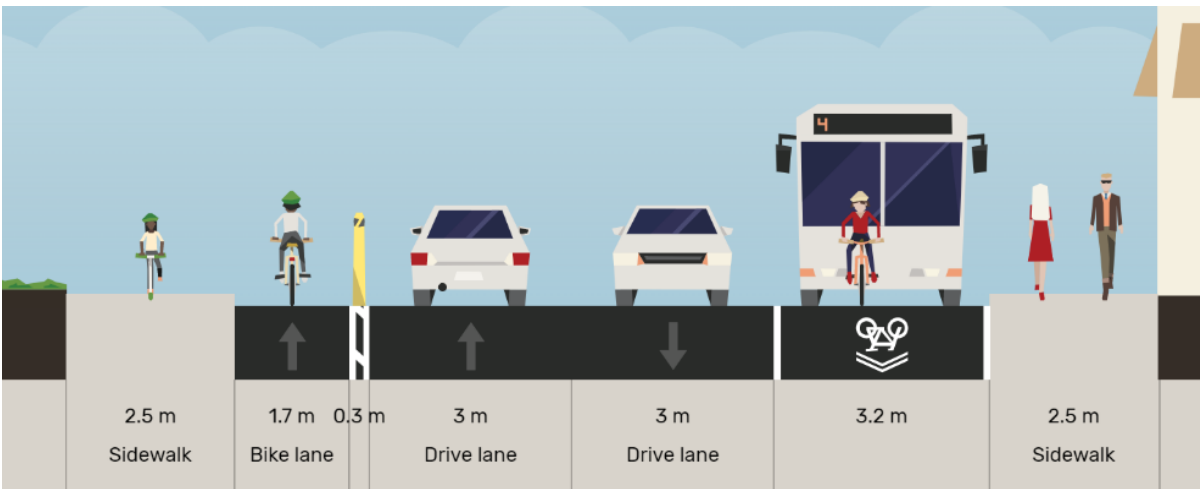 4
2.5 m
1.7 m
0.3 m
3 m
3 m
3.2 m
2.5 m
Sidewalk
Bike lane
Drive lane
Drive lane
Sidewalk